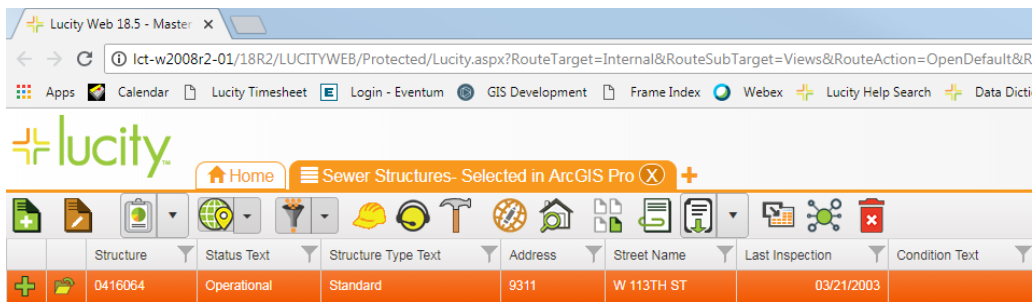 Lucity Web 18.5 - Master
lct-w2008r2-01/18R2/LUCITYWEB/Protected/Lucity.aspx?RouteTarget=Internal&RouteSubTarget=Views&RouteAction=OpenDefault&R
Apps Calendar Lucity Timesheet E Login - Eventum GIS Development Frame Index Webex Lucity Help Search Data Dicti
lucity
Home Sewer Structures- Selected in ArcGIS Pro X
Structure Status Text Structure Type Text Address Street Name Last Inspection Condition Text
0416064 Operational Standard 9311 W 113TH ST 03/21/2003